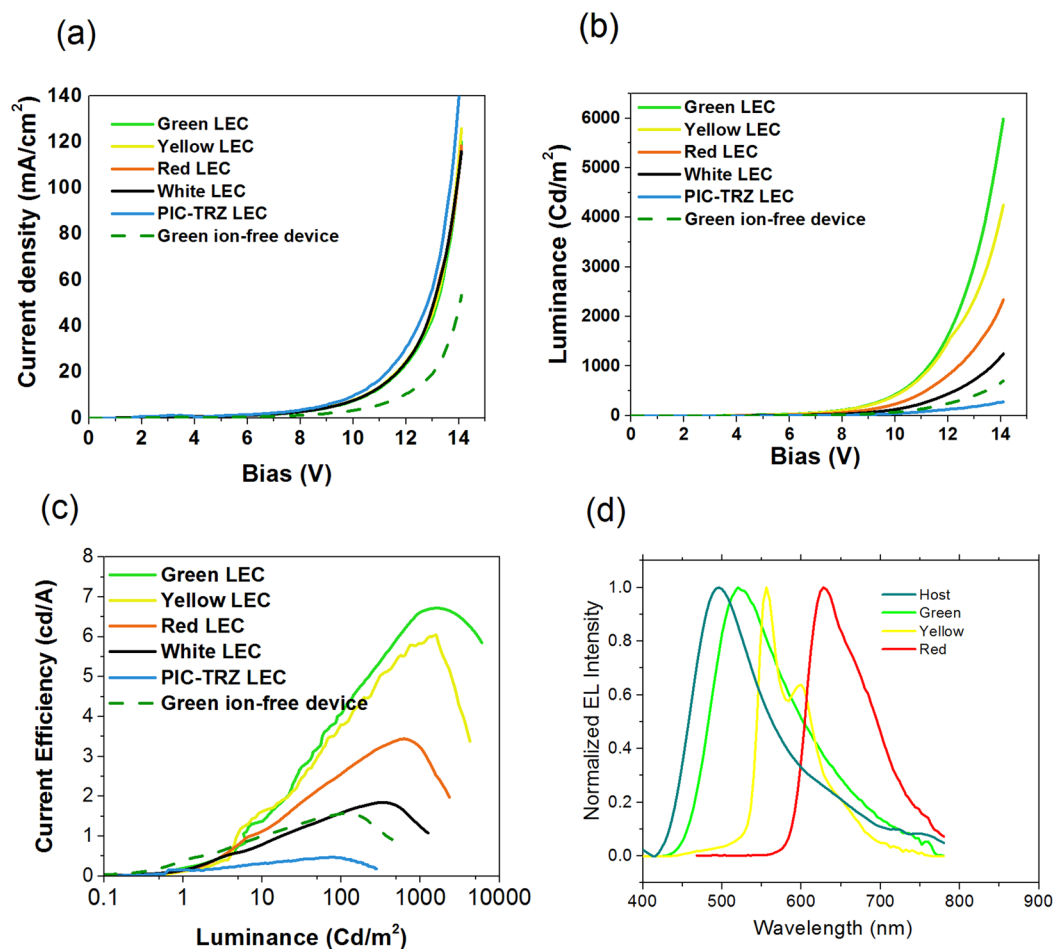 (a)
Current density (mA/cm²)
140
120
100
80
60
40
20
0
Green LEC
Yellow LEC
Red LEC
White LEC
PIC-TRZ LEC
Green ion-free device
0 2 4 6 8 10 12 14
Bias (V)
(b)
Luminance (Cd/m²)
6000
5000
4000
3000
2000
1000
0
Green LEC
Yellow LEC
Red LEC
White LEC
PIC-TRZ LEC
Green ion-free device
0 2 4 6 8 10 12 14
Bias (V)
(c)
Current Efficiency (cd/A)
8
7
6
5
4
3
2
1
0
Green LEC
Yellow LEC
Red LEC
White LEC
PIC-TRZ LEC
Green ion-free device
0.1 1 10 100 1000 10000
Luminance (Cd/m²)
(d)
Normalized EL Intensity
1.0
0.8
0.6
0.4
0.2
0.0
Host
Green
Yellow
Red
400 500 600 700 800 900
Wavelength (nm)